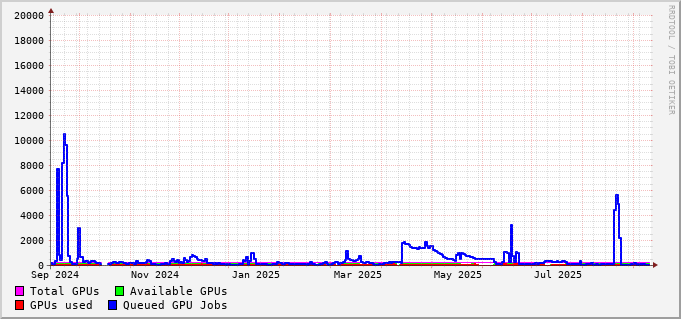 20000
18000
16000
14000
12000
10000
8000
6000
4000
2000
0
Sep 2024 Nov 2024 Jan 2025 Mar 2025 May 2025 Jul 2025
Total GPUs Available GPUs
GPUs used Queued GPU Jobs
RRDTOOL / TOBI OETIKER